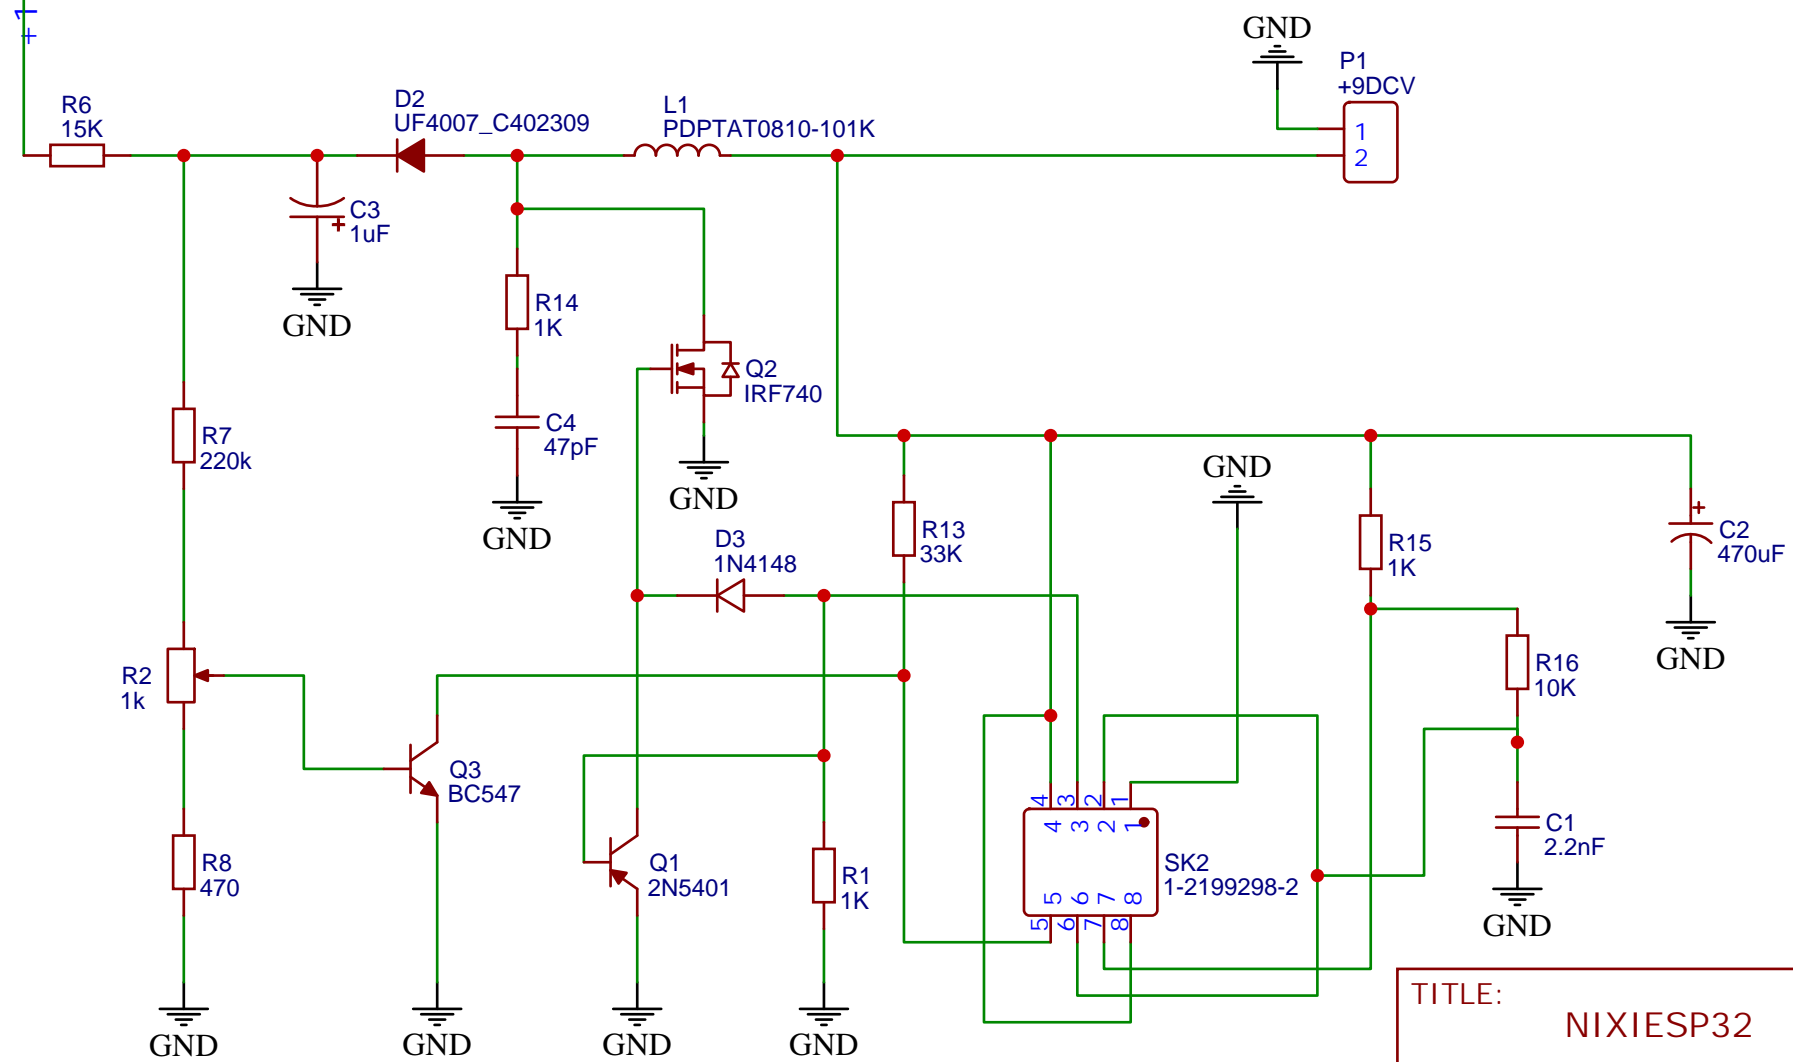 +1
GND
P1
+9DCV
1
2
R6
15K
D2
UF4007_C402309
L1
PDPTAT0810-101K
C3
1uF
+
GND
R14
1K
Q2
IRF740
C4
47pF
GND
GND
R7
220k
GND
R13
33K
R15
1K
+
C2
470uF
GND
D3
1N4148
R2
1k
R16
10K
Q3
BC547
4
3
2
1
4
3
2
1
SK2
1-2199298-2
5
6
7
8
5
6
7
8
C1
2.2nF
GND
Q1
2N5401
R1
1K
R8
470
GND
GND
GND
GND
TITLE:
NIXIESP32